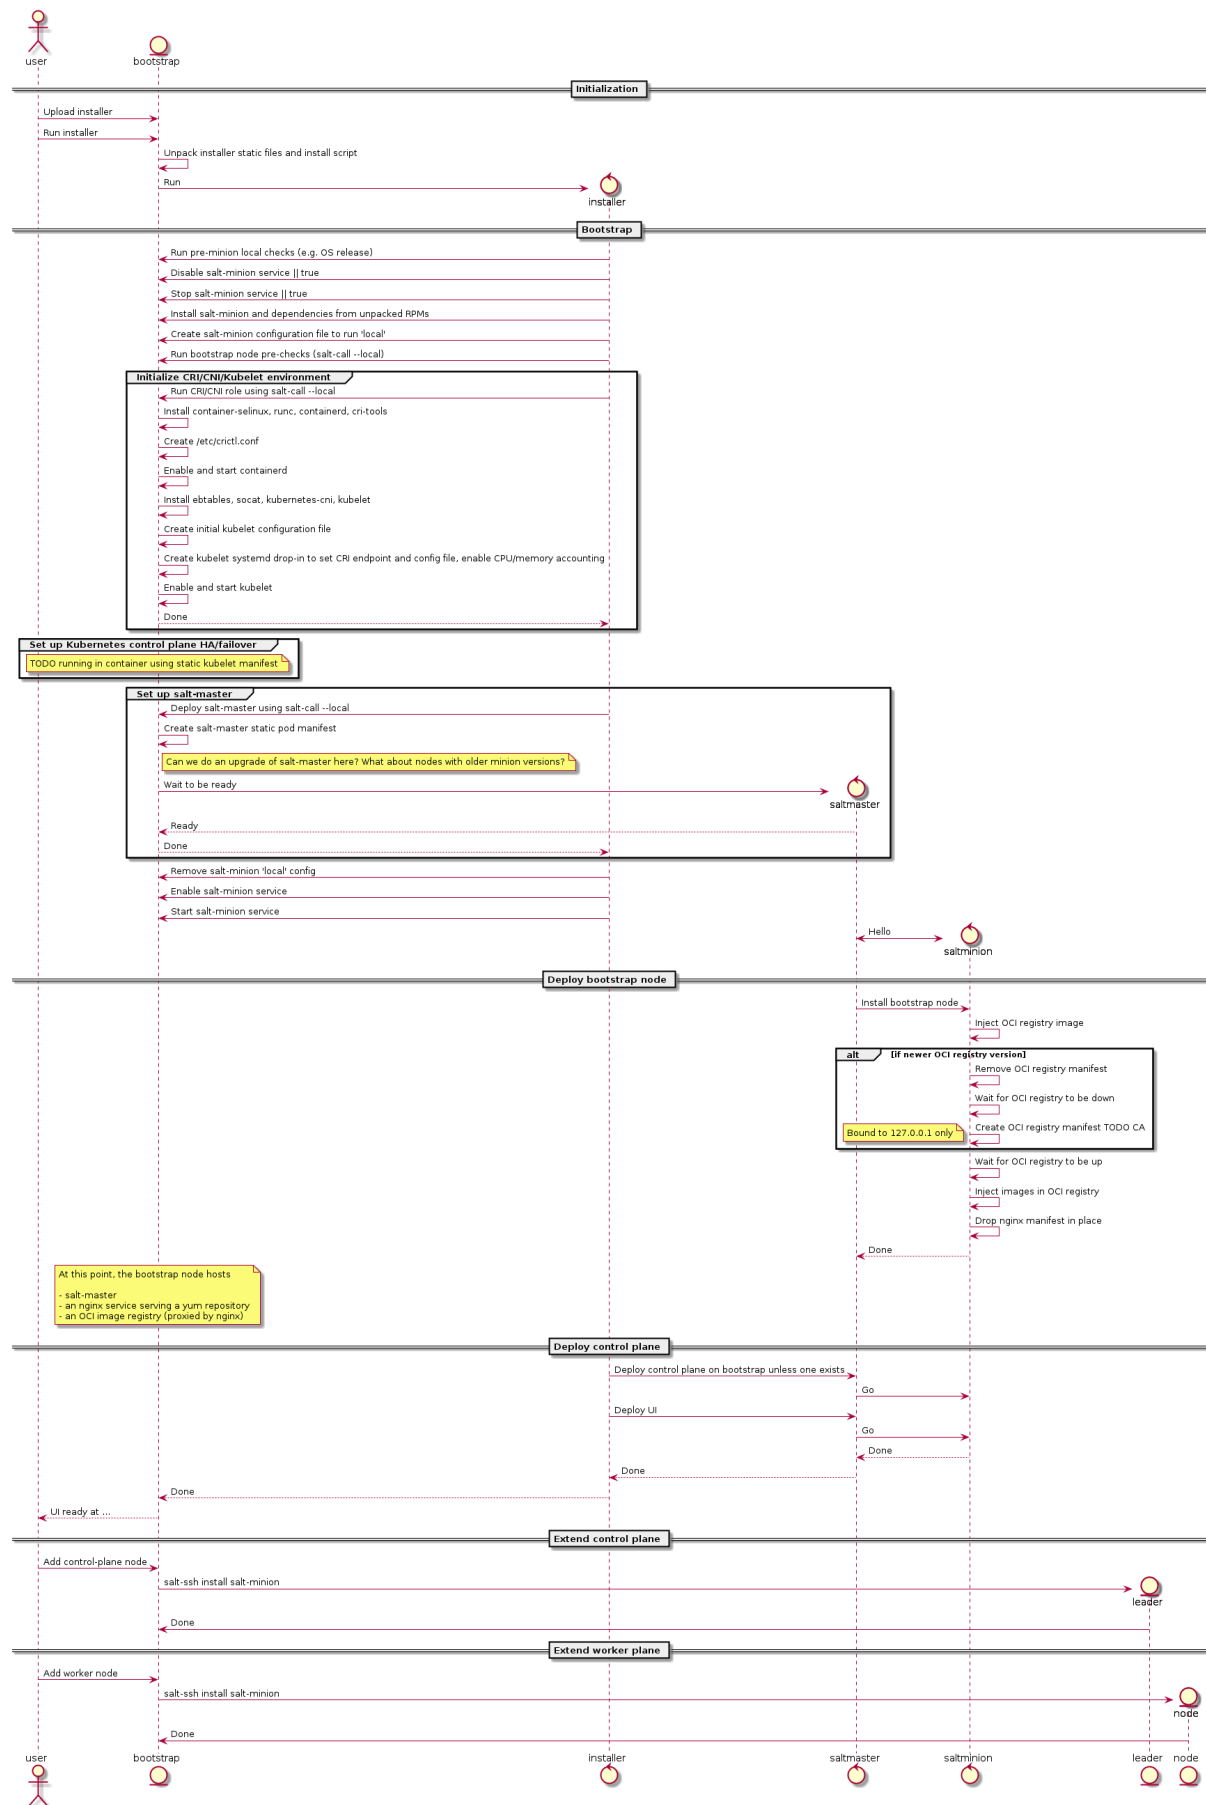 user
bootstrap
Initialization
Upload installer
Run installer
Unpack installer static files and install script
Run
installer
Bootstrap
Run pre-minion local checks (e.g. OS release)
Disable salt-minion service || true
Stop salt-minion service || true
Install salt-minion and dependencies from unpacked RPMs
Create salt-minion configuration file to run 'local'
Run bootstrap node pre-checks (salt-call --local)
Initialize CRI/CNI/Kubelet environment
Run CRI/CNI role using salt-call --local
Install container-selinux, runc, containerd, cri-tools
Create /etc/crictl.conf
Enable and start containerd
Install ebtables, socat, kubernetes-cni, kubelet
Create initial kubelet configuration file
Create kubelet systemd drop-in to set CRI endpoint and config file, enable CPU/memory accounting
Enable and start kubelet
Done
Set up Kubernetes control plane HA/failover
TODO running in container using static kubelet manifest
Set up salt-master
Deploy salt-master using salt-call --local
Create salt-master static pod manifest
Can we do an upgrade of salt-master here? What about nodes with older minion versions?
Wait to be ready
saltmaster
Ready
Done
Remove salt-minion 'local' config
Enable salt-minion service
Start salt-minion service
Hello
saltminion
Deploy bootstrap node
Install bootstrap node
Inject OCI registry image
alt [if newer OCI registry version]
Remove OCI registry manifest
Wait for OCI registry to be down
Bound to 127.0.0.1 only
Create OCI registry manifest TODO CA
Wait for OCI registry to be up
Inject images in OCI registry
Drop nginx manifest in place
Done
At this point, the bootstrap node hosts
- salt-master
- an nginx service serving a yum repository
- an OCI image registry (proxied by nginx)
Deploy control plane
Deploy control plane on bootstrap unless one exists
Go
Deploy UI
Go
Done
Done
Done
UI ready at ...
Extend control plane
Add control-plane node
salt-ssh install salt-minion
leader
Done
Extend worker plane
Add worker node
salt-ssh install salt-minion
node
Done
user
bootstrap
installer
saltmaster
saltminion
leader
node